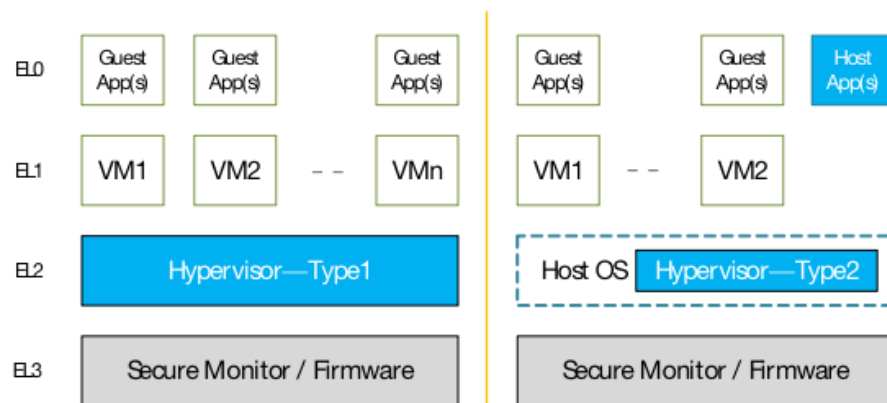 EL0
Guest
App(s)
Guest
App(s)
Guest
App(s)
Guest
App(s)
Guest
App(s)
Host
App(s)
EL1
VM1
VM2
– –
VMn
VM1
– –
VM2
EL2
Hypervisor—Type1
Host OS
Hypervisor—Type2
EL3
Secure Monitor / Firmware
Secure Monitor / Firmware